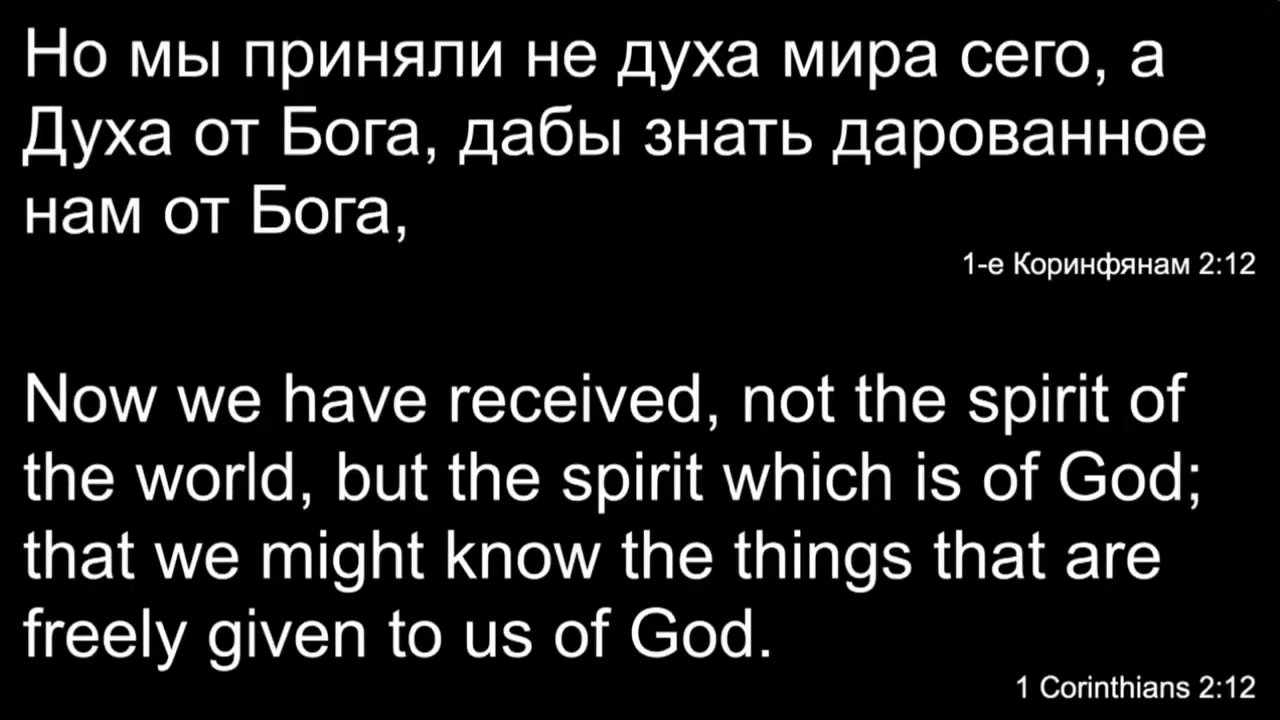 Но мы приняли не духа мира сего, а
Духа от Бога, дабы знать дарованное
нам от Бога,
1-е Коринфянам 2:12
Now we have received, not the spirit of
the world, but the spirit which is of God;
that we might know the things that are
freely given to us of God.
1 Corinthians 2:12